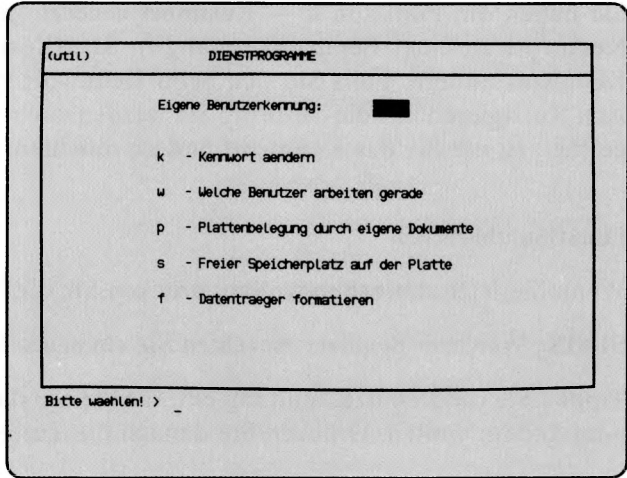 (util) DIENSTPROGRAMME
Eigene Benutzerkennung:
k - Kennwort aendern
w - Welche Benutzer arbeiten gerade
p - Plattenbelegung durch eigene Dokumente
s - Freier Speicherplatz auf der Platte
f - Datentraeger formatieren
Bitte waehlen! _